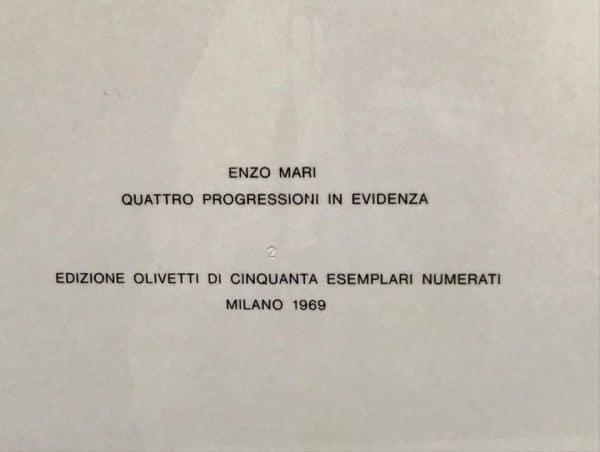 ENZO MARI
QUATTRO PROGRESSIONI IN EVIDENZA
2
EDIZIONE OLIVETTI DI CINQUANTA ESEMPLARI NUMERATI
MILANO 1969